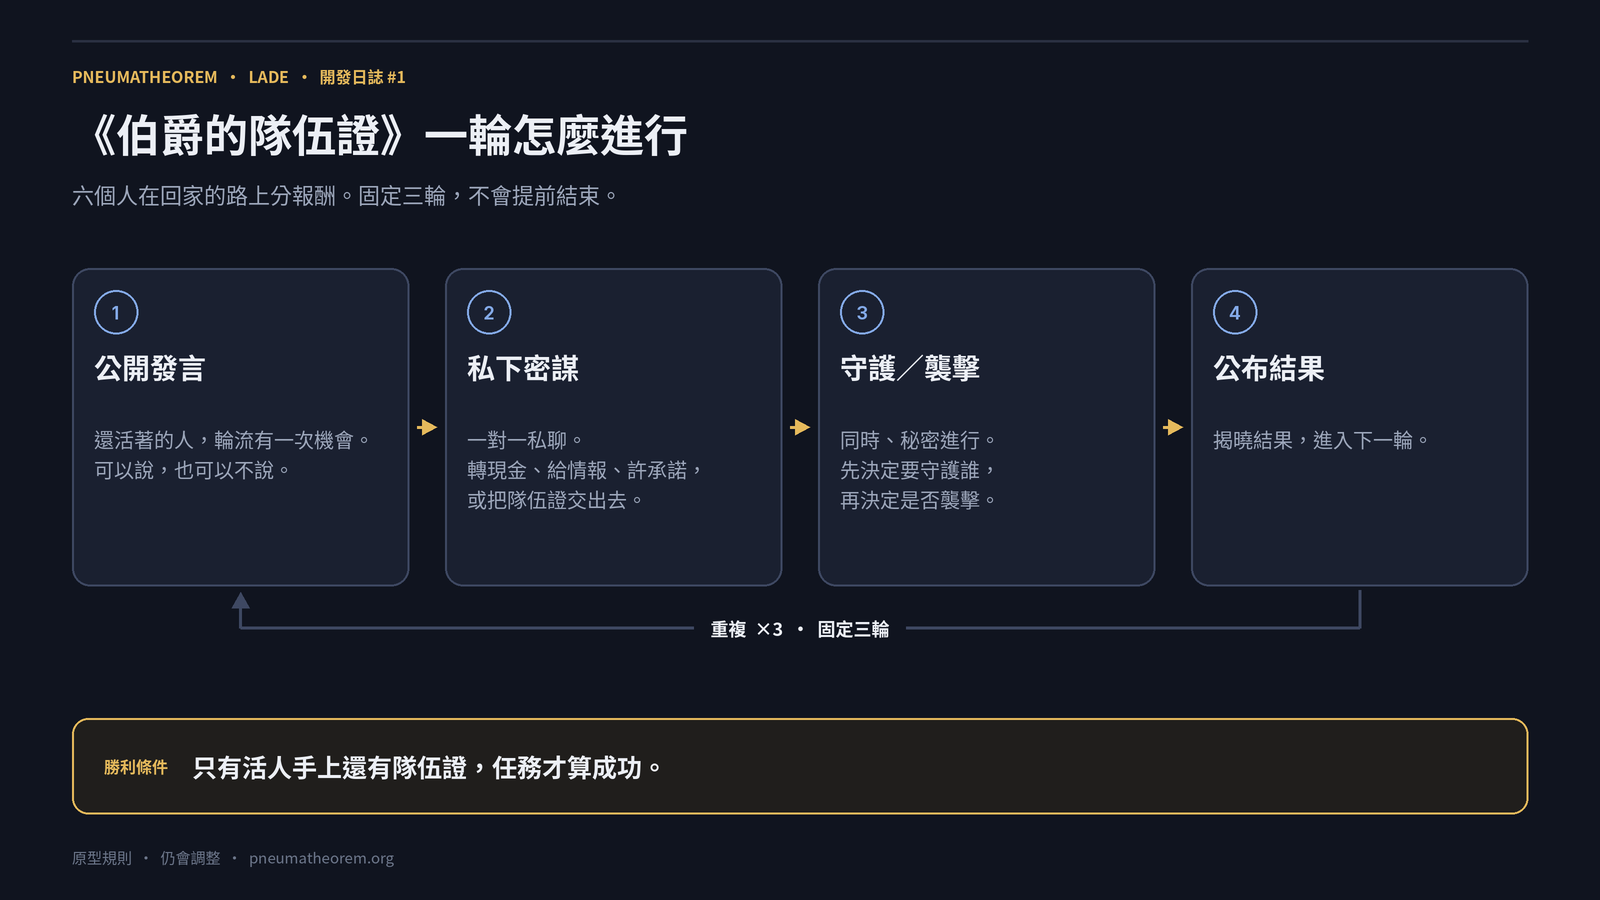 PNEUMATHEOREM • LADE • 開發日誌 #1
《伯爵的隊伍證》一輪怎麼進行
六個人在回家的路上分報酬。固定三輪，不會提前結束。
1
公開發言
還活著的人，輪流有一次機會。
可以說，也可以不說。
2
私下密謀
一對一私聊。
轉現金、給情報、許承諾，
或把隊伍證交出去。
3
守護／襲擊
同時、秘密進行。
先決定要守護誰，
再決定是否襲擊。
4
公布結果
揭曉結果，進入下一輪。
重複 ×3 • 固定三輪
勝利條件 只有活人手上還有隊伍證，任務才算成功。
原型規則 • 仍會調整 • pneumatheorem.org